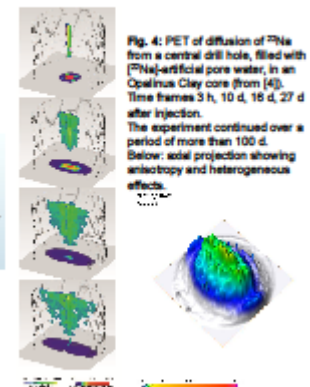 Fig. 4: PET of diffusion of ²²Na
from a central drill hole, filled with
[²²Na]-artificial pore water, in an
Opalinus Clay core (from [4]).
Time frames 3 h, 10 d, 16 d, 27 d
after injection.
The experiment continued over a
period of more than 100 d.
Below: axial projection showing
anisotropy and heterogeneous
effects.